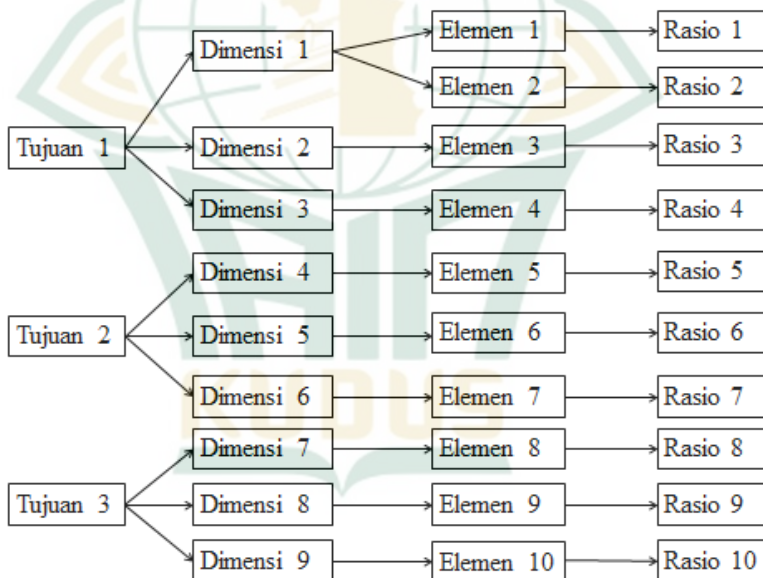 Elemen 1
Rasio 1
Dimensi 1
Elemen 2
Rasio 2
Tujuan 1
Dimensi 2
Elemen 3
Rasio 3
Dimensi 3
Elemen 4
Rasio 4
Dimensi 4
Elemen 5
Rasio 5
Tujuan 2
Dimensi 5
Elemen 6
Rasio 6
Dimensi 6
Elemen 7
Rasio 7
KUDUS
Dimensi 7
Elemen 8
Rasio 8
Tujuan 3
Dimensi 8
Elemen 9
Rasio 9
Dimensi 9
Elemen 10
Rasio 10